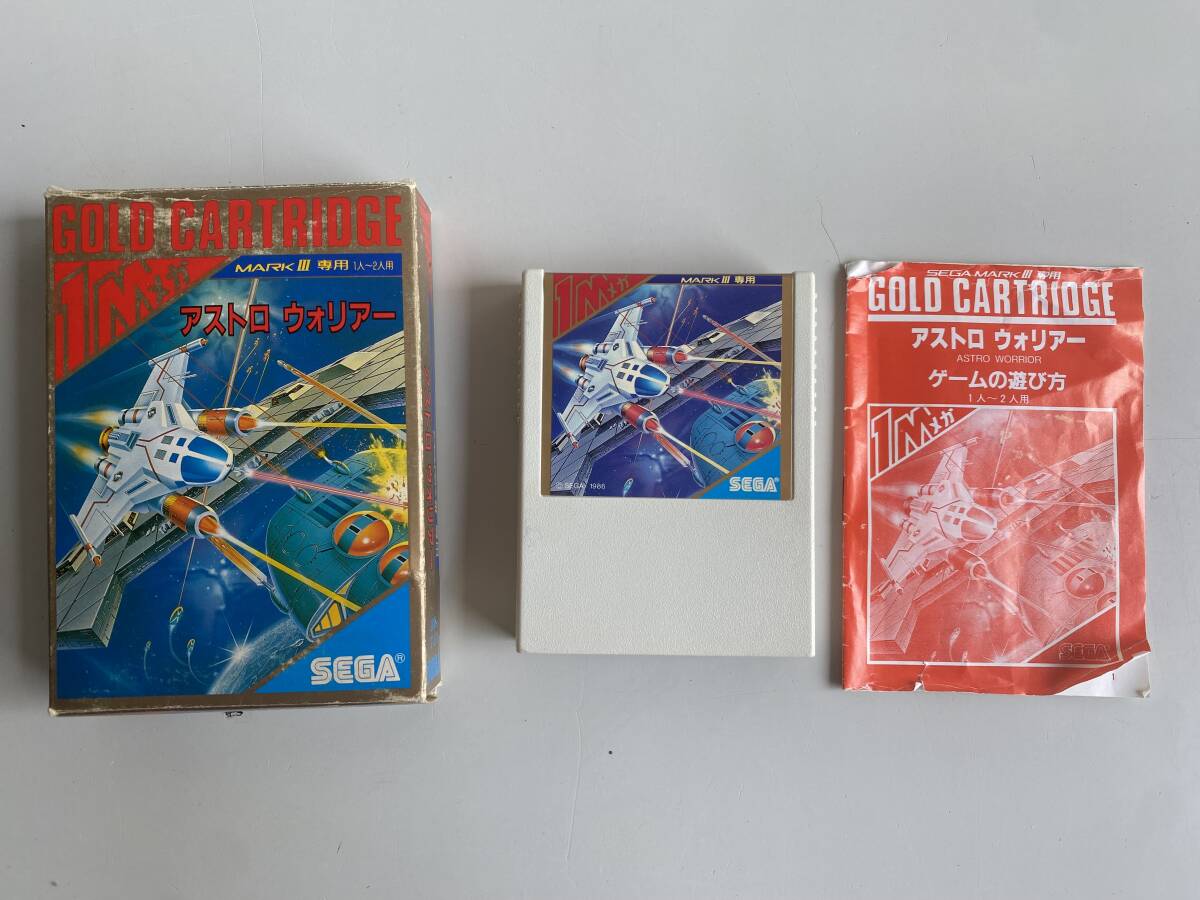 GOLD CARTRIDGE
1Mメガ
MARK III 専用 1人〜2人用
アストロ ウォリアー
SEGA®
1Mメガ
MARK III 専用
© SEGA 1986
SEGA
SEGA MARK III 専用
GOLD CARTRIDGE
アストロ ウォリアー
ASTRO WORRIOR
ゲームの遊び方
1人〜2人用
1Mメガ
SEGA